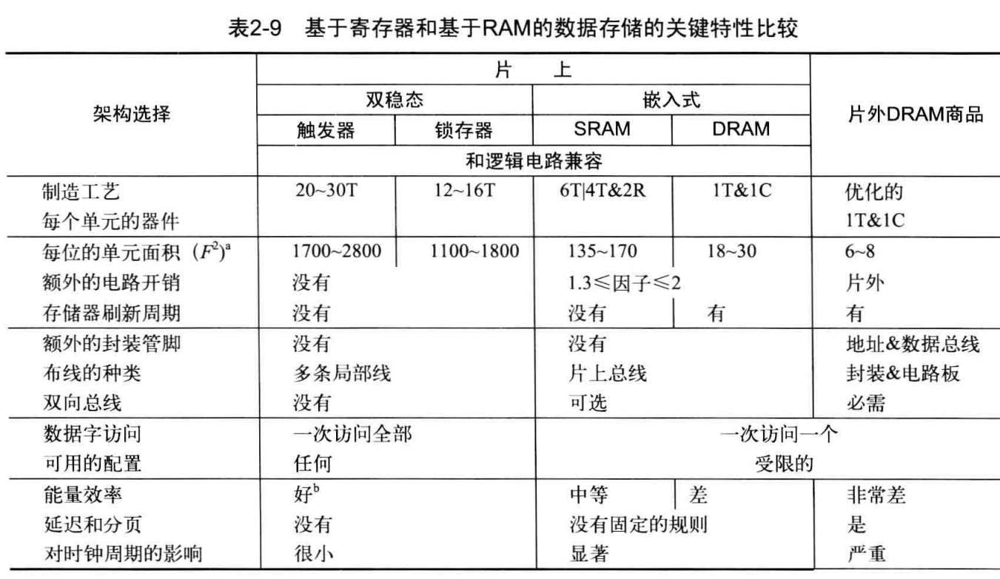 表2-9 基于寄存器和基于RAM的数据存储的关键特性比较
架构选择 片 上 片外DRAM商品
双稳态 嵌入式
触发器 锁存器 SRAM DRAM
和逻辑电路兼容
制造工艺 20~30T 12~16T 6T|4T&2R 1T&1C 优化的
每个单元的器件 1T&1C
每位的单元面积（F²)ᵃ 1700~2800 1100~1800 135~170 18~30 6~8
额外的电路开销 没有 1.3≤因子≤2 片外
存储器刷新周期 没有 没有 有 有
额外的封装管脚 没有 没有 地址&数据总线
布线的种类 多条局部线 片上总线 封装&电路板
双向总线 没有 可选 必需
数据字访问 一次访问全部 一次访问一个
可用的配置 任何 受限的
能量效率 好ᵇ 中等 差 非常差
延迟和分页 没有 没有固定的规则 是
对时钟周期的影响 很小 显著 严重